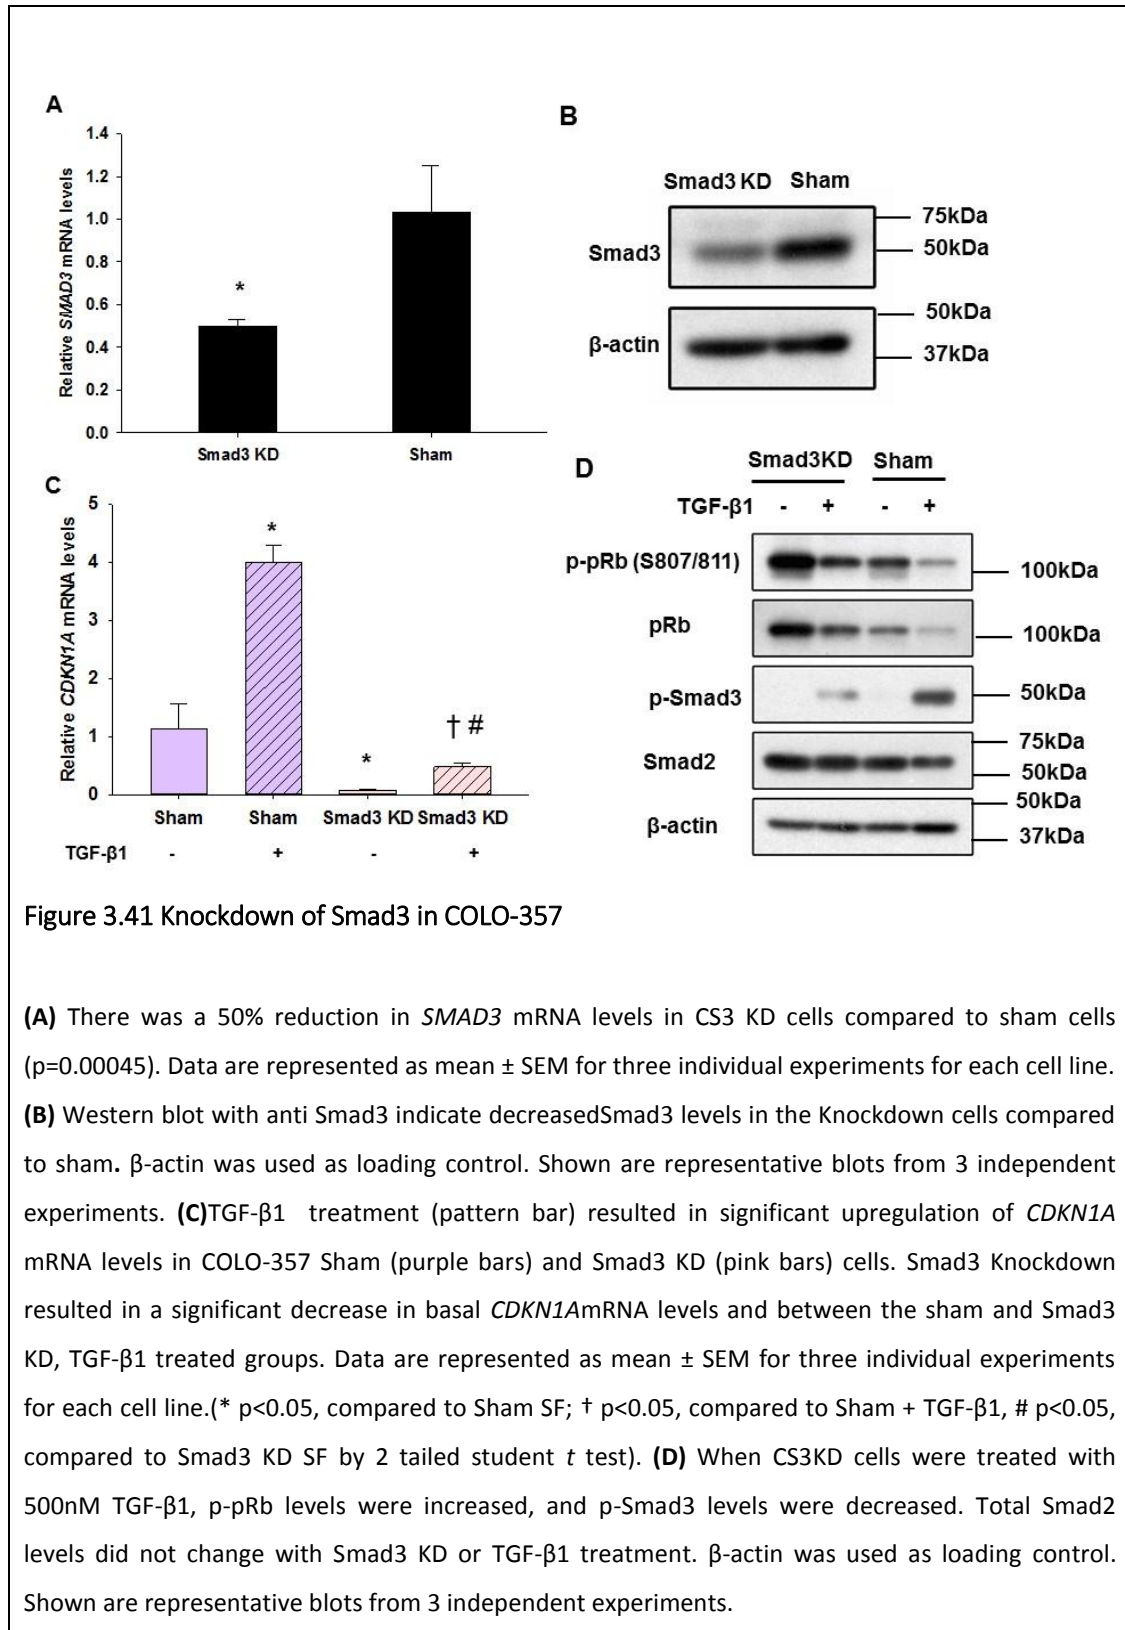 A
Relative SMAD3 mRNA levels
1.4
1.2
1.0
0.8
0.6
0.4
0.2
0.0
*
Smad3 KD Sham
B
Smad3 KD Sham
Smad3
75kDa
50kDa
β-actin
50kDa
37kDa
C
Relative CDKN1A mRNA levels
5
4
3
2
1
0
*
*
† #
Sham Sham Smad3 KD Smad3 KD
TGF-β1 - + - +
D
Smad3KD Sham
TGF-β1 - + - +
p-pRb (S807/811)
100kDa
pRb
100kDa
p-Smad3
50kDa
Smad2
75kDa
50kDa
β-actin
50kDa
37kDa
Figure 3.41 Knockdown of Smad3 in COLO-357
(A) There was a 50% reduction in SMAD3 mRNA levels in CS3 KD cells compared to sham cells
(p=0.00045). Data are represented as mean ± SEM for three individual experiments for each cell line.
(B) Western blot with anti Smad3 indicate decreasedSmad3 levels in the Knockdown cells compared
to sham. β-actin was used as loading control. Shown are representative blots from 3 independent
experiments. (C)TGF-β1 treatment (pattern bar) resulted in significant upregulation of CDKN1A
mRNA levels in COLO-357 Sham (purple bars) and Smad3 KD (pink bars) cells. Smad3 Knockdown
resulted in a significant decrease in basal CDKN1AmRNA levels and between the sham and Smad3
KD, TGF-β1 treated groups. Data are represented as mean ± SEM for three individual experiments
for each cell line.(* p<0.05, compared to Sham SF; † p<0.05, compared to Sham + TGF-β1, # p<0.05,
compared to Smad3 KD SF by 2 tailed student t test). (D) When CS3KD cells were treated with
500nM TGF-β1, p-pRb levels were increased, and p-Smad3 levels were decreased. Total Smad2
levels did not change with Smad3 KD or TGF-β1 treatment. β-actin was used as loading control.
Shown are representative blots from 3 independent experiments.